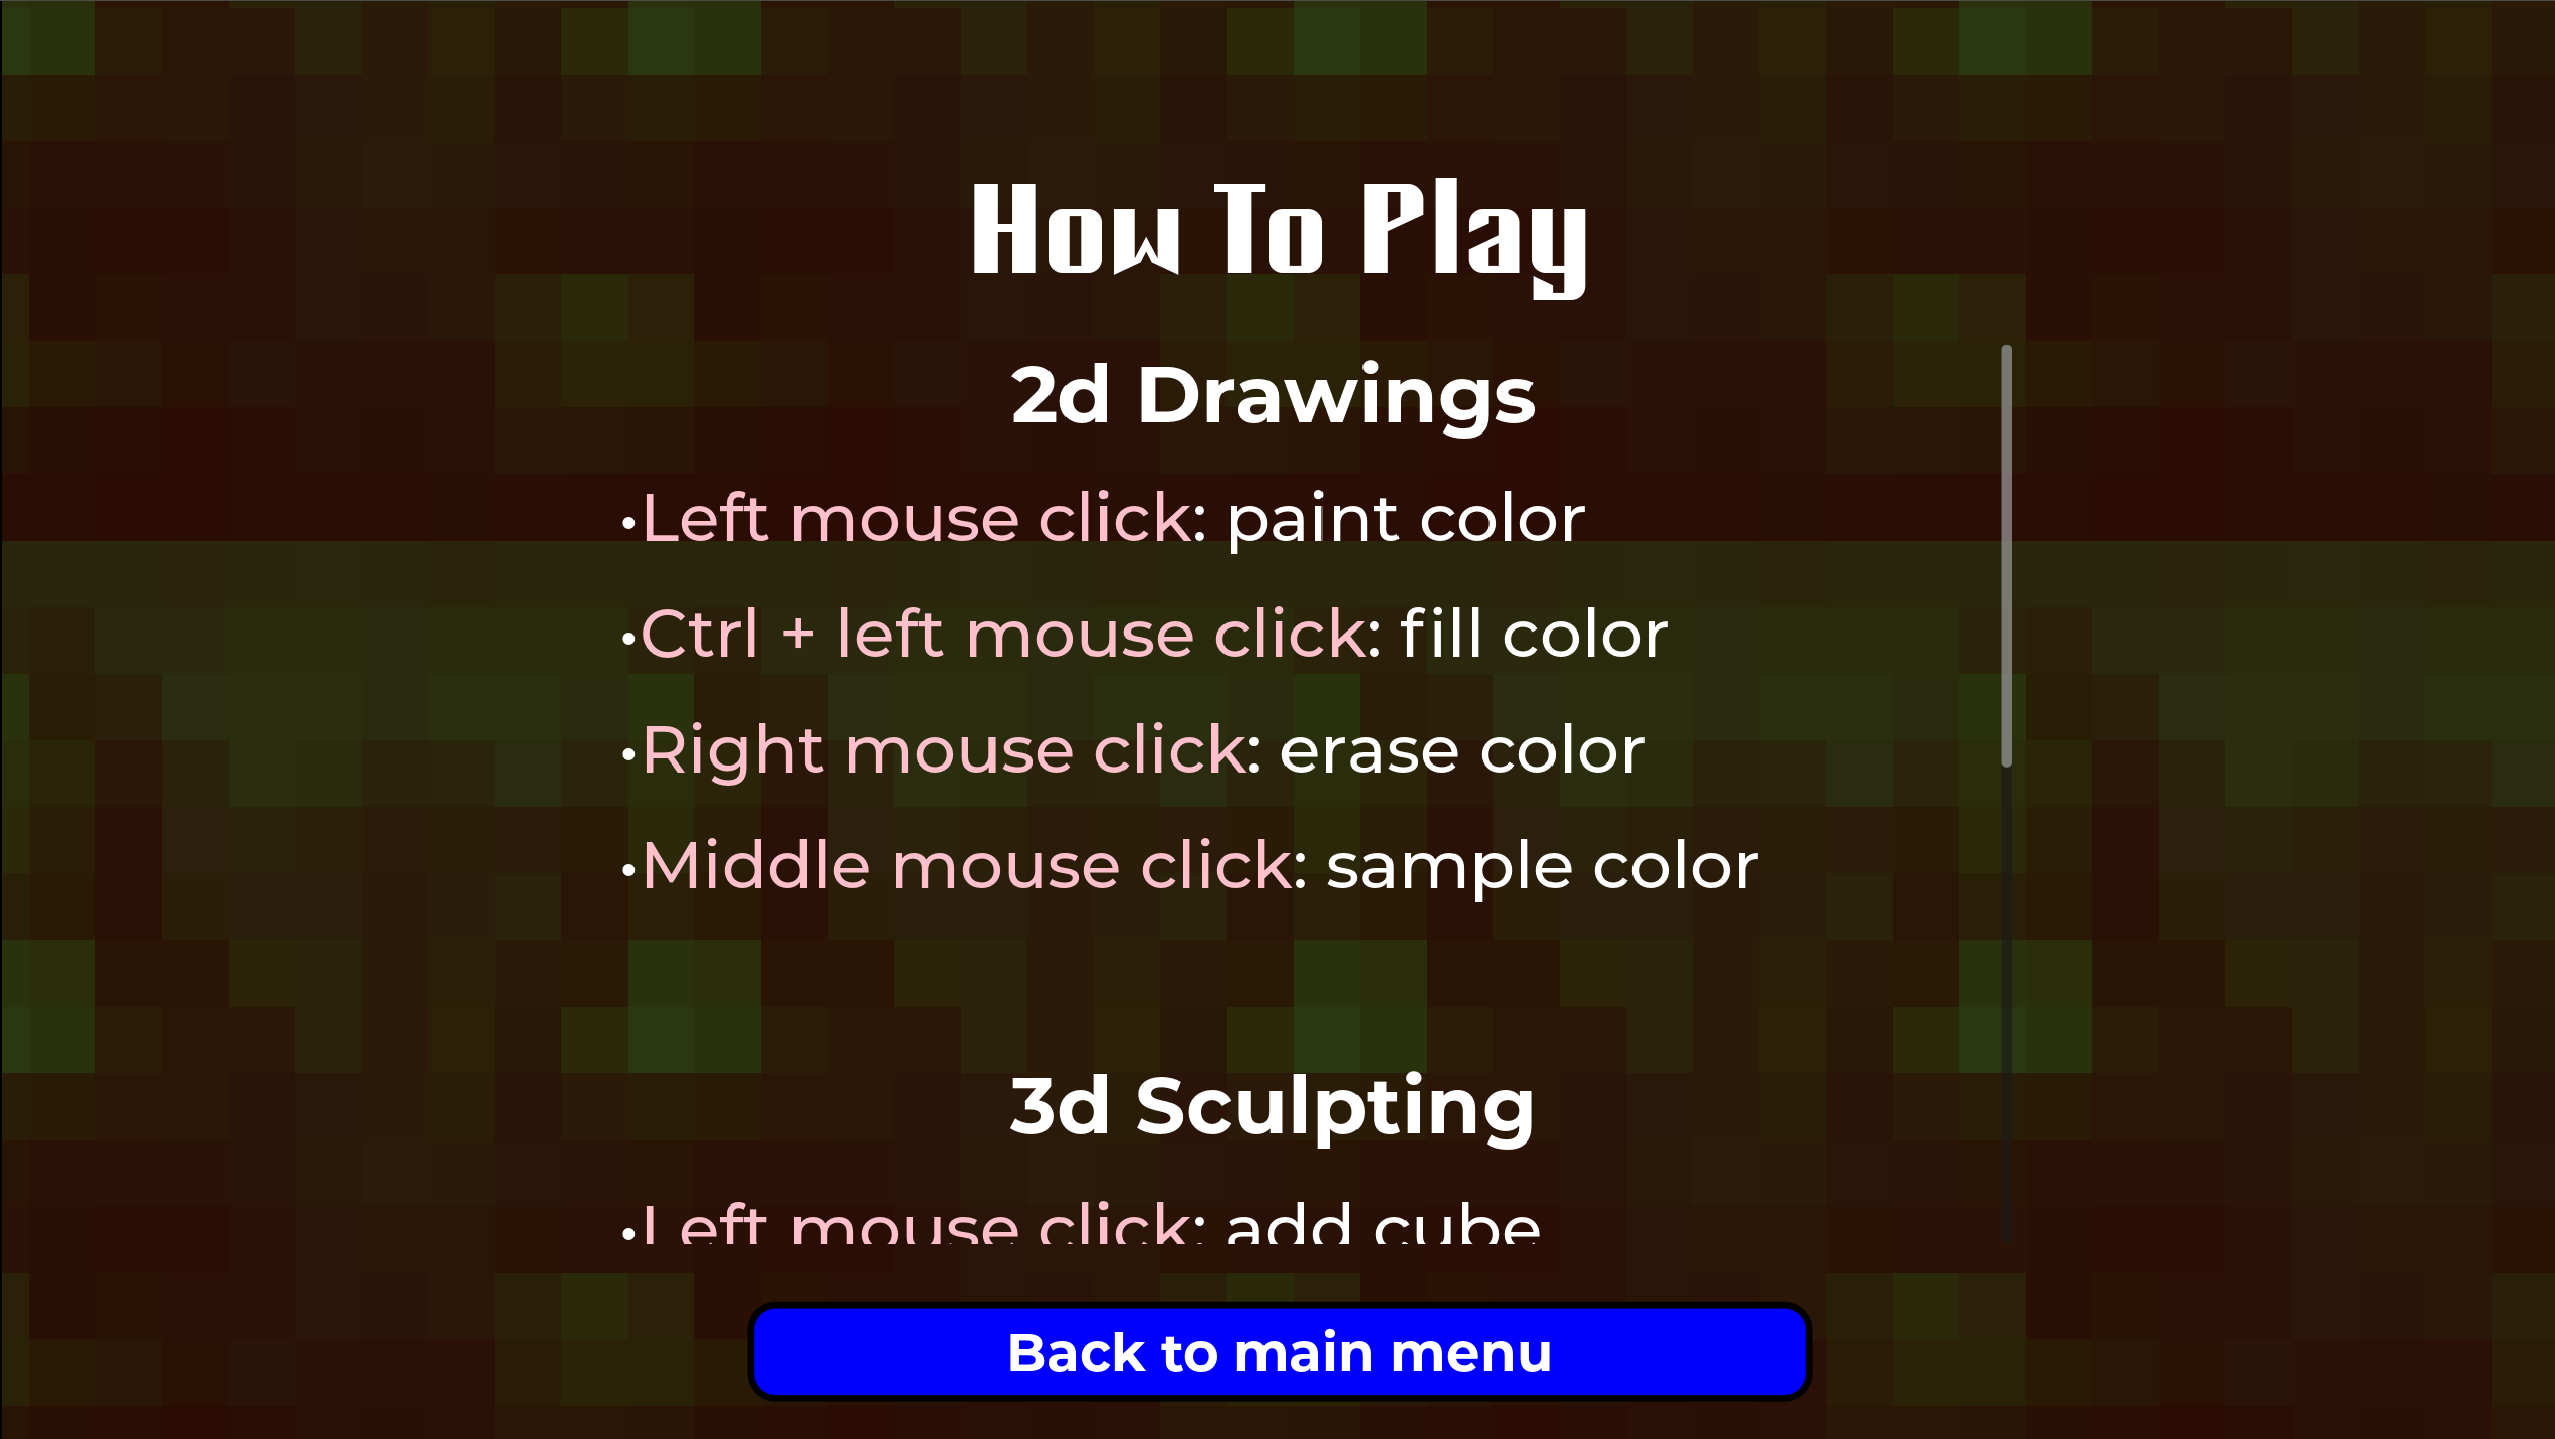 How To Play
2d Drawings
•Left mouse click: paint color
•Ctrl + left mouse click: fill color
•Right mouse click: erase color
•Middle mouse click: sample color
3d Sculpting
•Left mouse click: add cube
Back to main menu